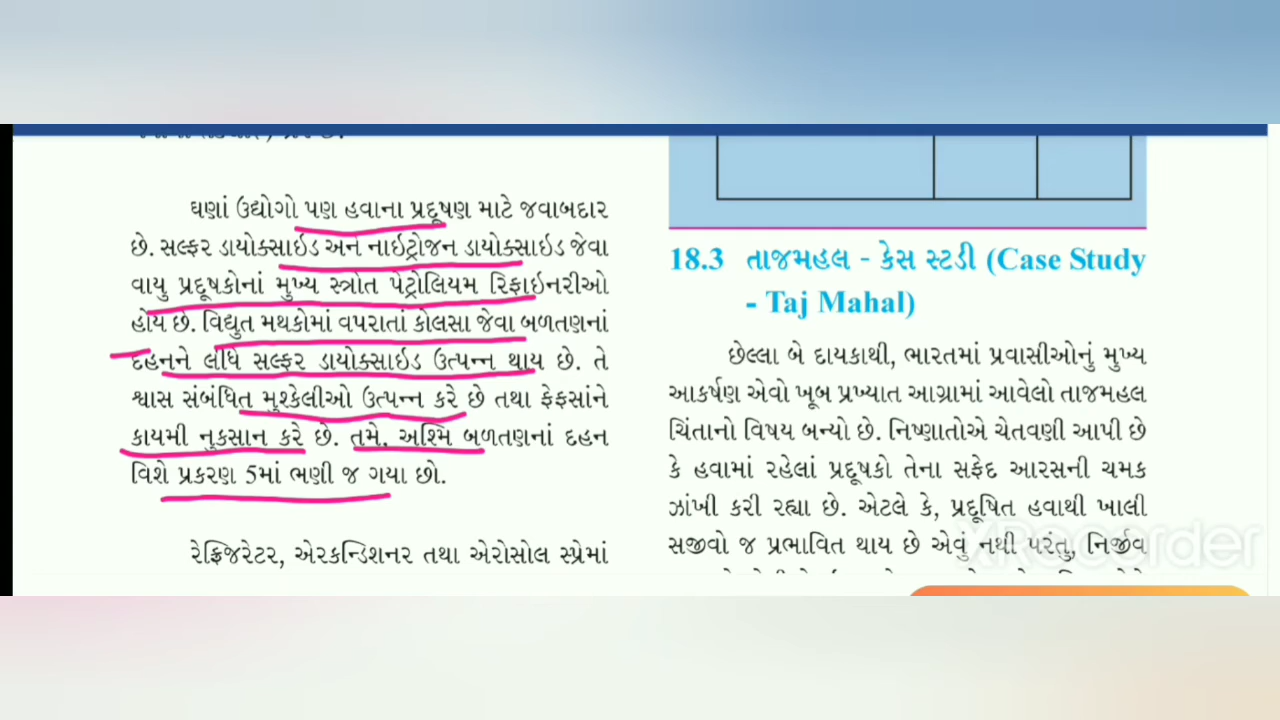 ઘણાં ઉદ્યોગો પણ હવાના પ્રદૂષણ માટે જવાબદાર
છે. સલ્ફર ડાયોક્સાઇડ અને નાઇટ્રોજન ડાયોક્સાઇડ જેવા
વાયુ પ્રદૂષકોનાં મુખ્ય સ્ત્રોત પેટ્રોલિયમ રિફાઇનરીઓ
હોય છે. વિદ્યુત મથકોમાં વપરાતાં કોલસા જેવા બળતણનાં
દહનને લીધે સલ્ફર ડાયોક્સાઇડ ઉત્પન્ન થાય છે. તે
શ્વાસ સંબંધિત મુશ્કેલીઓ ઉત્પન્ન કરે છે તથા ફેફસાંને
કાયમી નુકસાન કરે છે. તમે, અશ્મિ બળતણનાં દહન
વિશે પ્રકરણ 5માં ભણી જ ગયા છો.
રેફ્રિજરેટર, એરકન્ડિશનર તથા એરોસોલ સ્પ્રેમાં
18.3 તાજમહલ - કેસ સ્ટડી (Case Study
- Taj Mahal)
છેલ્લા બે દાયકાથી, ભારતમાં પ્રવાસીઓનું મુખ્ય
આકર્ષણ એવો ખૂબ પ્રખ્યાત આગ્રામાં આવેલો તાજમહલ
ચિંતાનો વિષય બન્યો છે. નિષ્ણાતોએ ચેતવણી આપી છે
કે હવામાં રહેલાં પ્રદૂષકો તેના સફેદ આરસની ચમક
ઝાંખી કરી રહ્યા છે. એટલે કે, પ્રદૂષિત હવાથી ખાલી
સજીવો જ પ્રભાવિત થાય છે એવું નથી પરંતુ, નિર્જીવ
XRecorder